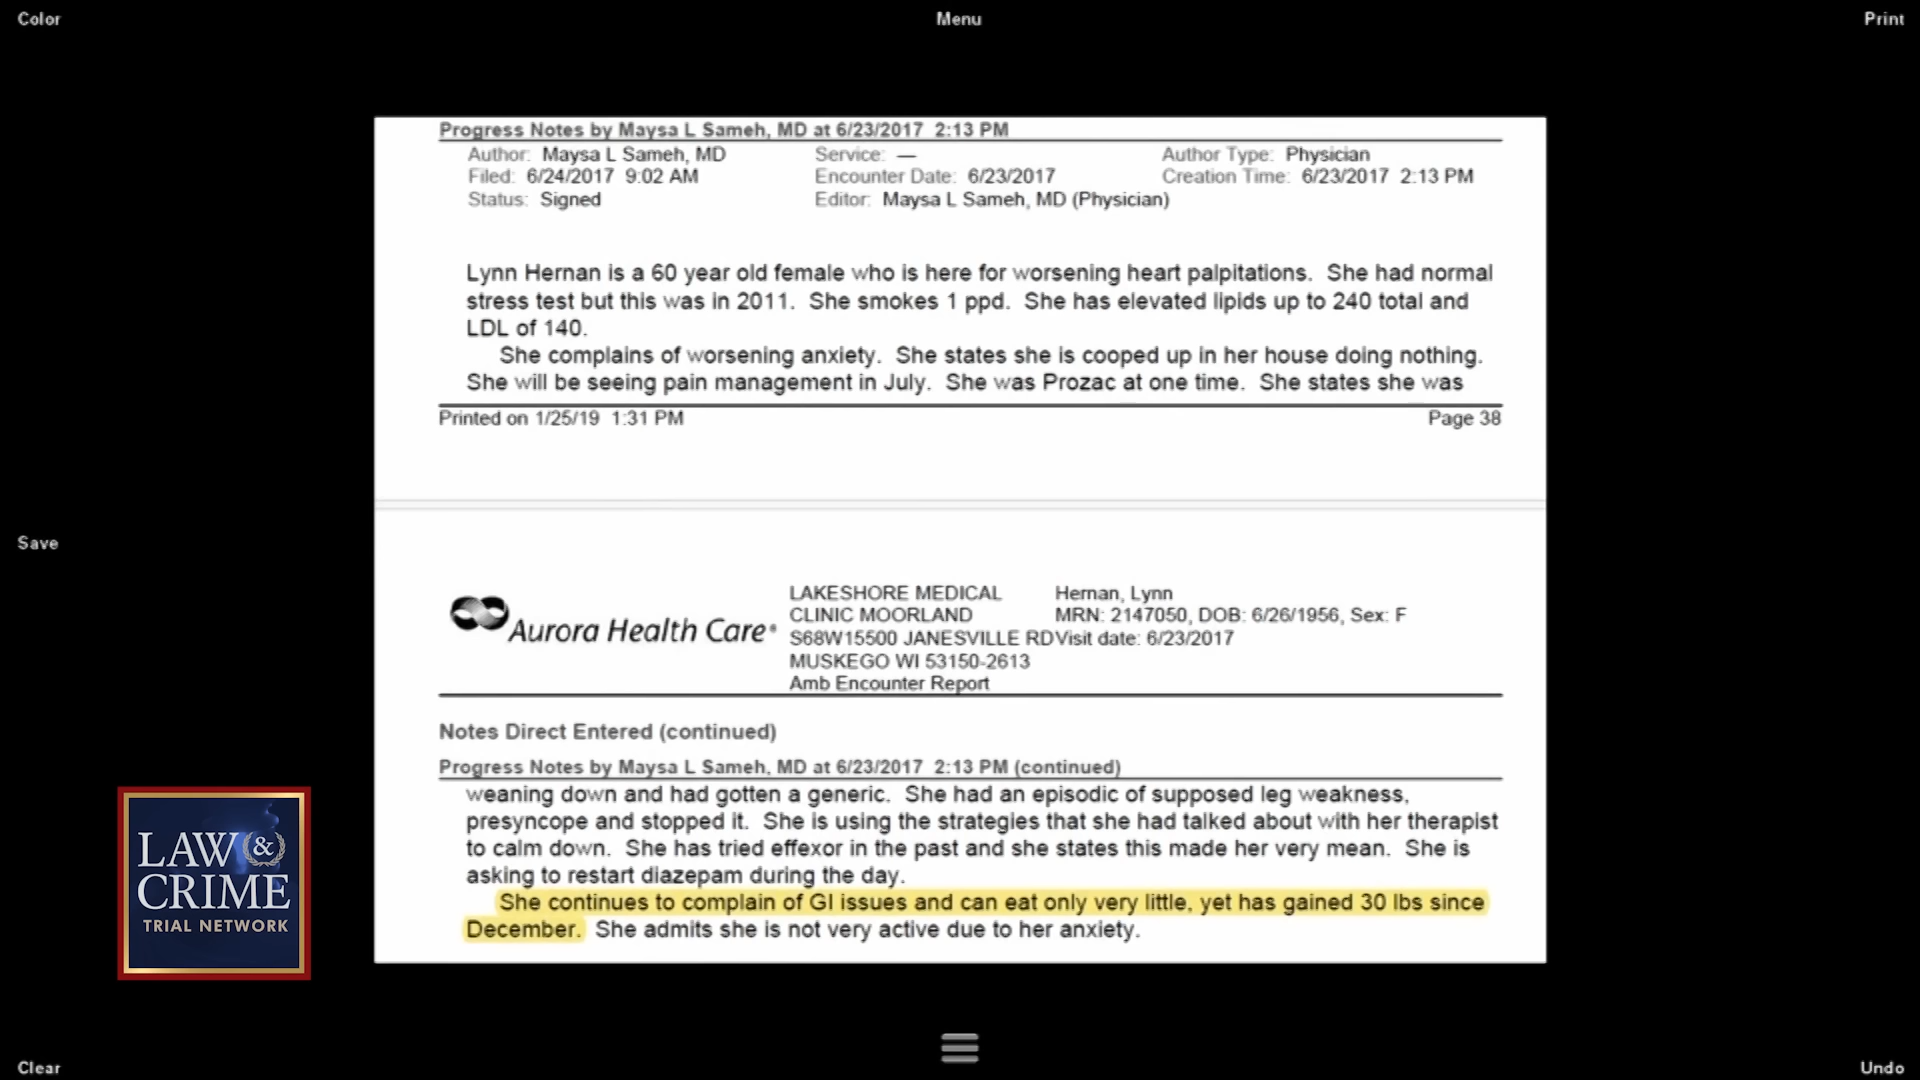 Color
Menu
Print
Progress Notes by Maysa L Sameh, MD at 6/23/2017 2:13 PM
Author: Maysa L Sameh, MD Service: — Author Type: Physician
Filed: 6/24/2017 9:02 AM Encounter Date: 6/23/2017 Creation Time: 6/23/2017 2:13 PM
Status: Signed Editor: Maysa L Sameh, MD (Physician)
Lynn Hernan is a 60 year old female who is here for worsening heart palpitations. She had normal
stress test but this was in 2011. She smokes 1 ppd. She has elevated lipids up to 240 total and
LDL of 140.
She complains of worsening anxiety. She states she is cooped up in her house doing nothing.
She will be seeing pain management in July. She was Prozac at one time. She states she was
Printed on 1/25/19 1:31 PM Page 38
Save
Aurora Health Care®
LAKESHORE MEDICAL Hernan, Lynn
CLINIC MOORLAND MRN: 2147050, DOB: 6/26/1956, Sex: F
S68W15500 JANESVILLE RDVisit date: 6/23/2017
MUSKEGO WI 53150-2613
Amb Encounter Report
Notes Direct Entered (continued)
Progress Notes by Maysa L Sameh, MD at 6/23/2017 2:13 PM (continued)
weaning down and had gotten a generic. She had an episodic of supposed leg weakness,
presyncope and stopped it. She is using the strategies that she had talked about with her therapist
to calm down. She has tried effexor in the past and she states this made her very mean. She is
asking to restart diazepam during the day.
She continues to complain of GI issues and can eat only very little, yet has gained 30 lbs since
December. She admits she is not very active due to her anxiety.
LAW &
CRIME
TRIAL NETWORK
Clear
Undo